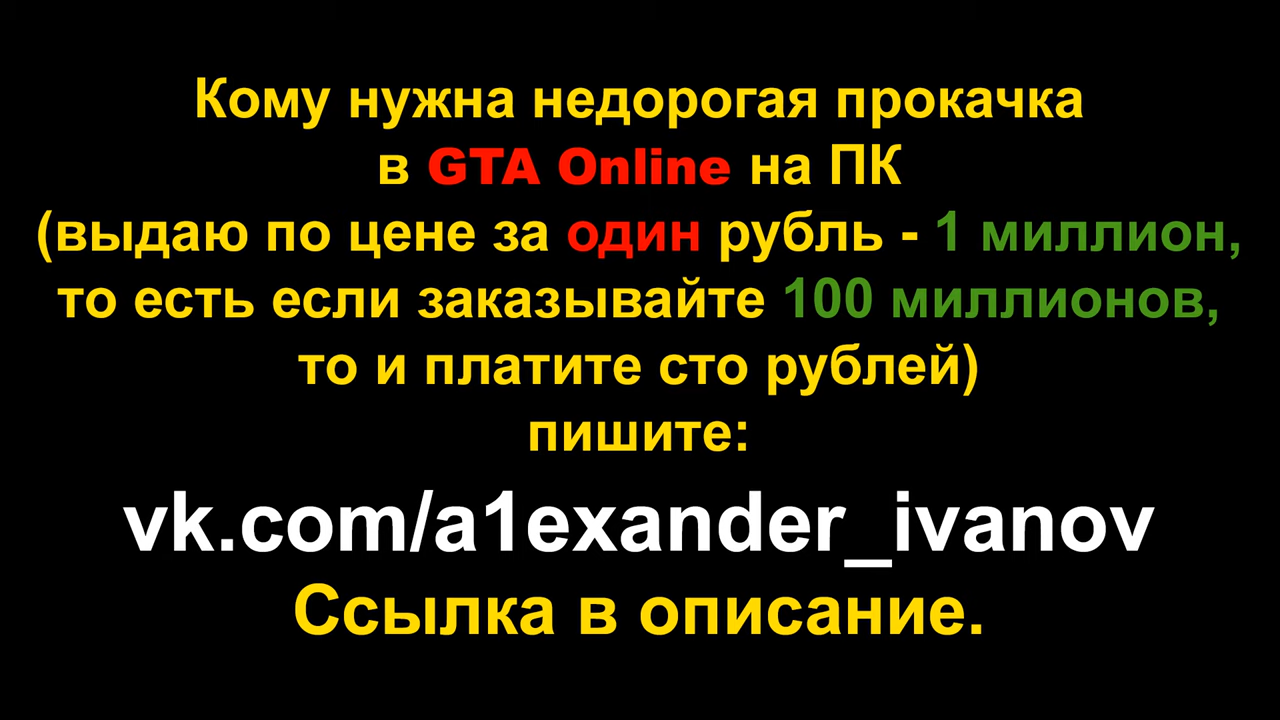 Кому нужна недорогая прокачка
в GTA Online на ПК
(выдаю по цене за один рубль - 1 миллион,
то есть если заказывайте 100 миллионов,
то и платите сто рублей)
пишите:
vk.com/a1exander_ivanov
Ссылка в описание.